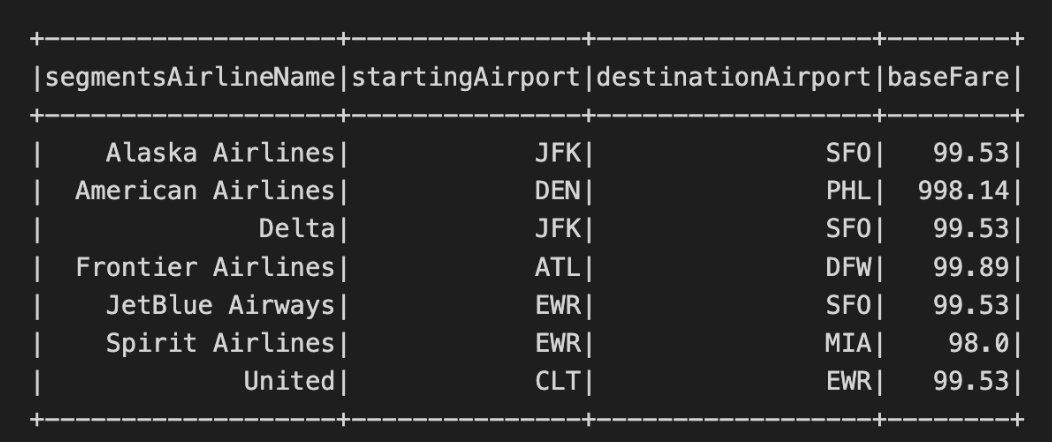 +-------------------+---------------+------------------+--------+
|segmentsAirlineName|startingAirport|destinationAirport|baseFare|
+-------------------+---------------+------------------+--------+
|    Alaska Airlines|            JFK|               SFO|   99.53|
|  American Airlines|            DEN|               PHL|  998.14|
|              Delta|            JFK|               SFO|   99.53|
|  Frontier Airlines|            ATL|               DFW|   99.89|
|    JetBlue Airways|            EWR|               SFO|   99.53|
|    Spirit Airlines|            EWR|               MIA|    98.0|
|             United|            CLT|               EWR|   99.53|
+-------------------+---------------+------------------+--------+